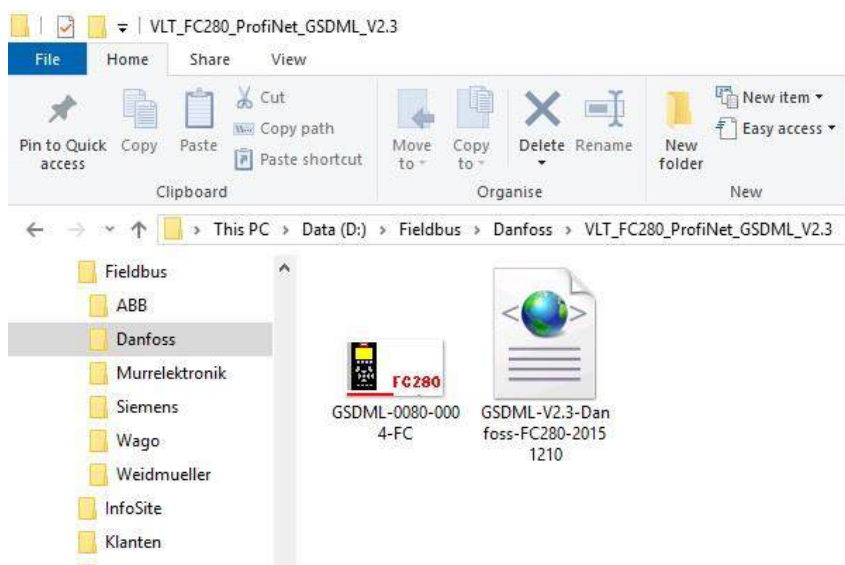 VLT_FC280_ProfiNet_GSDML_V2.3
File Home Share View
Pin to Quick access
Copy
Paste
Cut
Copy path
Paste shortcut
Clipboard
Move to
Copy to
Delete
Rename
Organise
New folder
New item
Easy access
New
This PC > Data (D:) > Fieldbus > Danfoss > VLT_FC280_ProfiNet_GSDML_V2.3
Fieldbus
ABB
Danfoss
Murrelektronik
Siemens
Wago
Weidmueller
InfoSite
Klanten
FC280
GSDML-0080-000
4-FC
GSDML-V2.3-Dan
foss-FC280-2015
1210